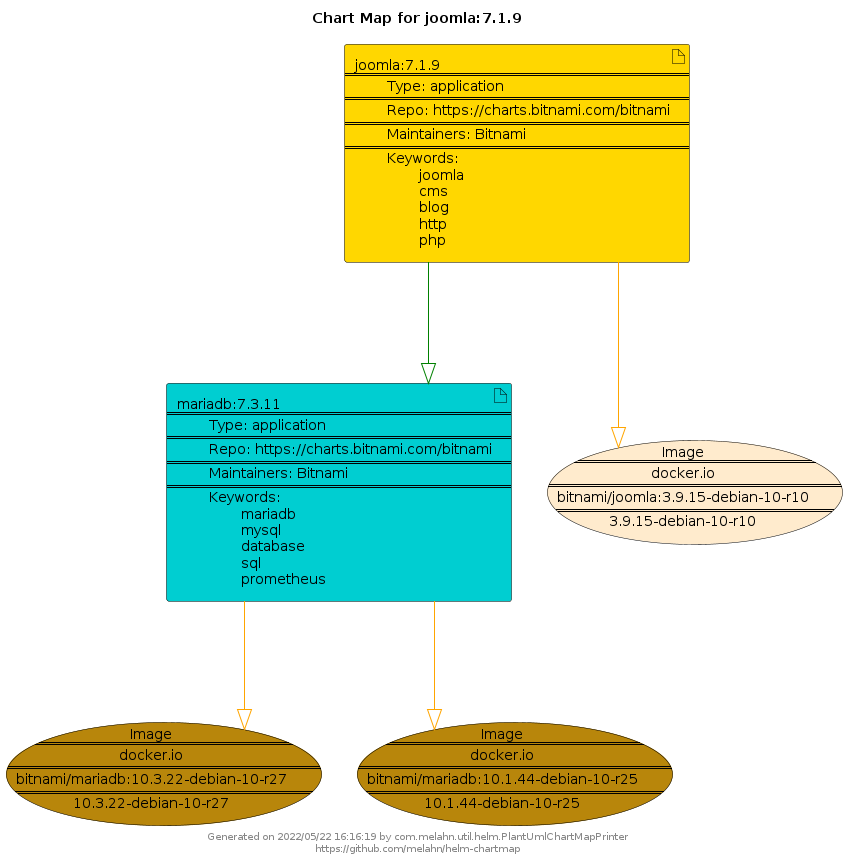 Chart Map for joomla:7.1.9
joomla:7.1.9
Type: application
Repo: https://charts.bitnami.com/bitnami
Maintainers: Bitnami
Keywords:
joomla
cms
blog
http
php
mariadb:7.3.11
Type: application
Repo: https://charts.bitnami.com/bitnami
Maintainers: Bitnami
Keywords:
mariadb
mysql
database
sql
prometheus
Image
docker.io
bitnami/joomla:3.9.15-debian-10-r10
3.9.15-debian-10-r10
Image
docker.io
bitnami/mariadb:10.3.22-debian-10-r27
10.3.22-debian-10-r27
Image
docker.io
bitnami/mariadb:10.1.44-debian-10-r25
10.1.44-debian-10-r25
Generated on 2022/05/22 16:16:19 by com.melahn.util.helm.PlantUmlChartMapPrinter
https://github.com/melahn/helm-chartmap